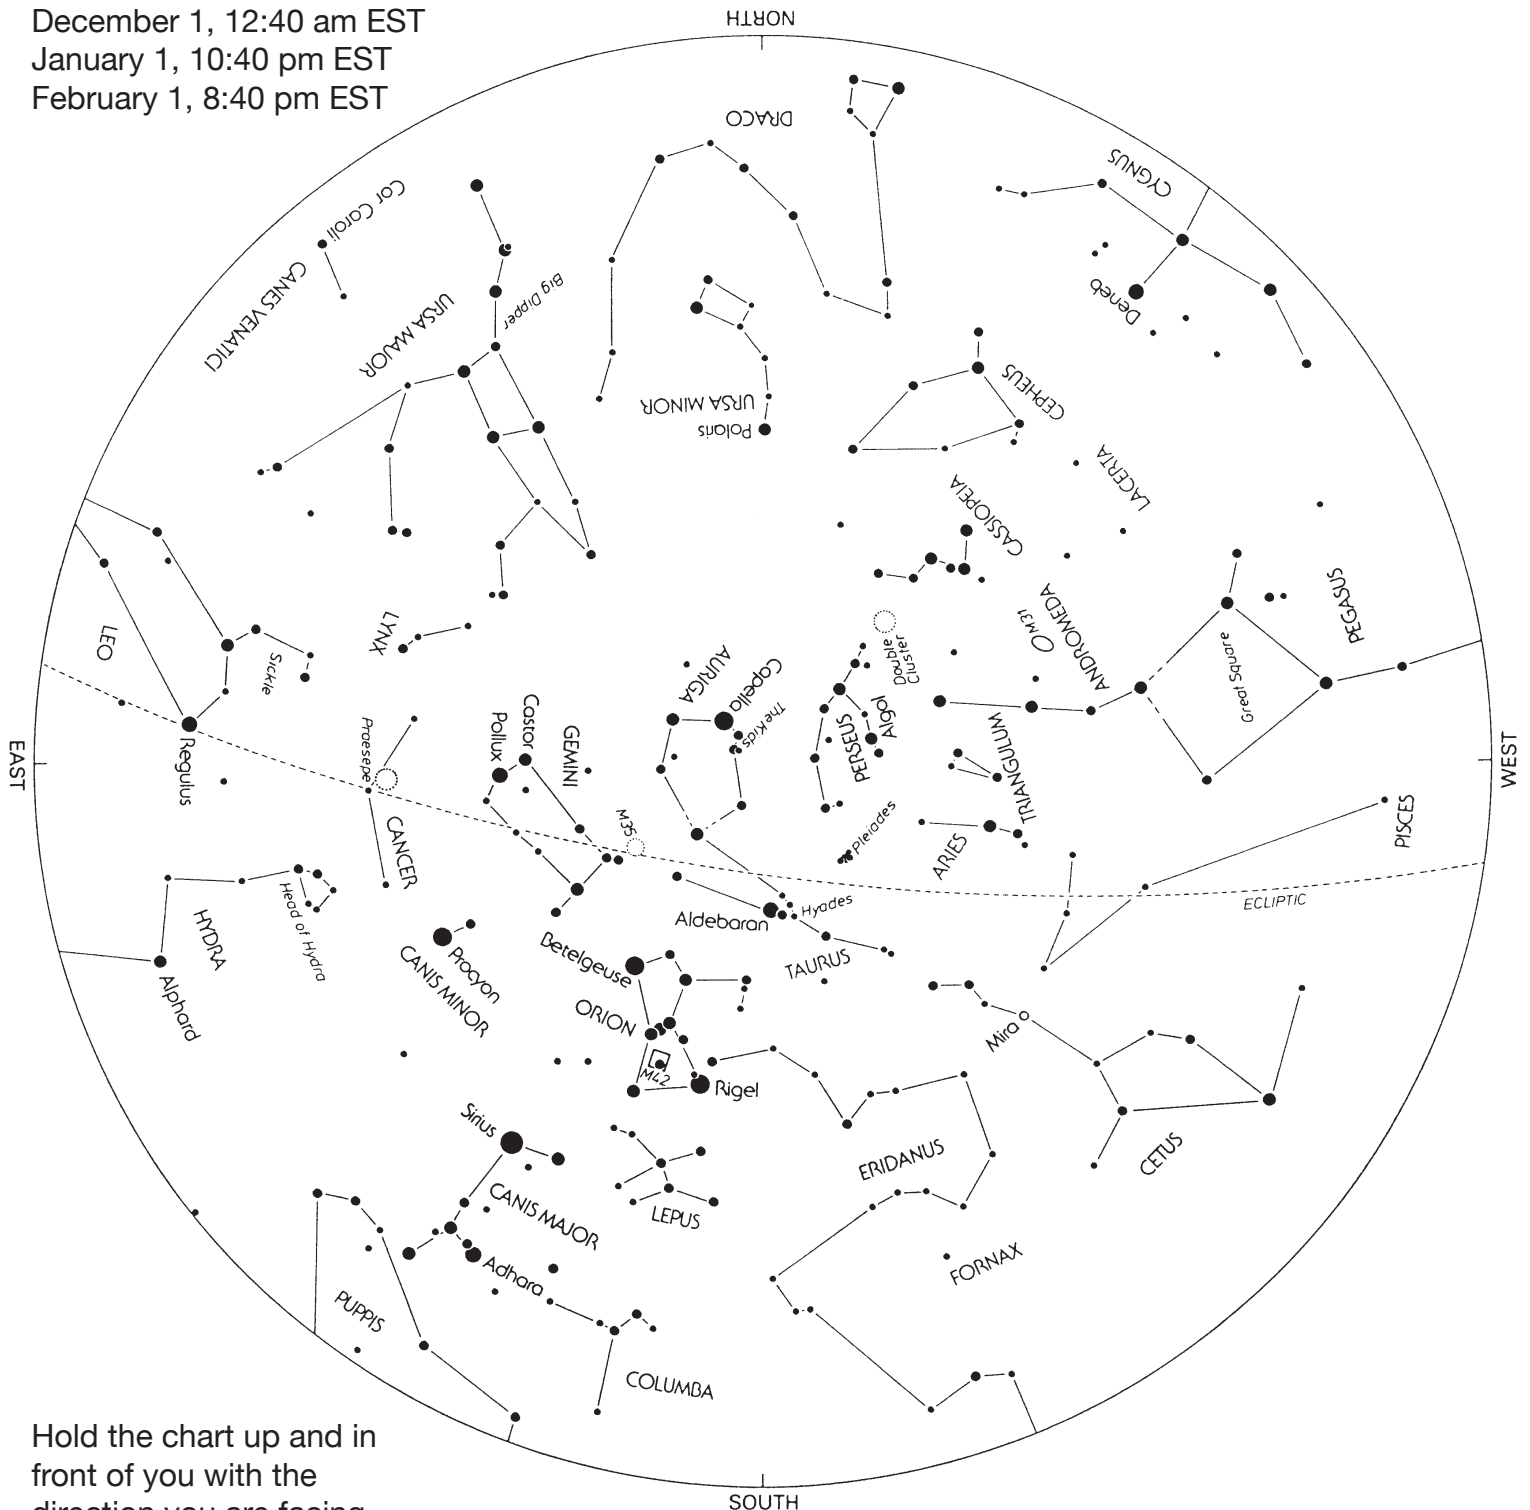 December 1, 12:40 am EST
January 1, 10:40 pm EST
February 1, 8:40 pm EST
NORTH
DRACO
CYGNUS
Cor Caroli
CANES VENATICI
Big Dipper
URSA MAJOR
Deneb
URSA MINOR
Polaris
CEPHEUS
LACERTA
CASSIOPEIA
PEGASUS
LEO
LYNX
Sickle
M31
ANDROMEDA
Double
Cluster
Great Square
AURIGA
Capella
The Kids
Algol
PERSEUS
TRIANGULUM
Castor
Pollux
GEMINI
Praesepe
Regulus
EAST
WEST
M35
Pleiades
ARIES
PISCES
CANCER
HYDRA
Head of Hydra
Hyades
Aldebaran
ECLIPTIC
Procyon
CANIS MINOR
Betelgeuse
TAURUS
Alphard
ORION
Mira
M42
Rigel
Sirius
ERIDANUS
CETUS
CANIS MAJOR
LEPUS
Adhara
FORNAX
PUPPIS
COLUMBA
Hold the chart up and in
front of you with the
direction you are facing
SOUTH